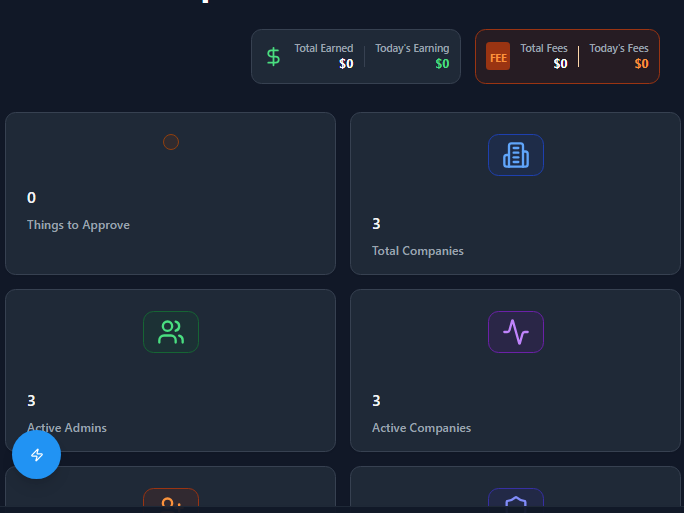 Total Earned
$0
Today's Earning
$0
FEE
Total Fees
$0
Today's Fees
$0
0
Things to Approve
3
Total Companies
3
Active Admins
3
Active Companies